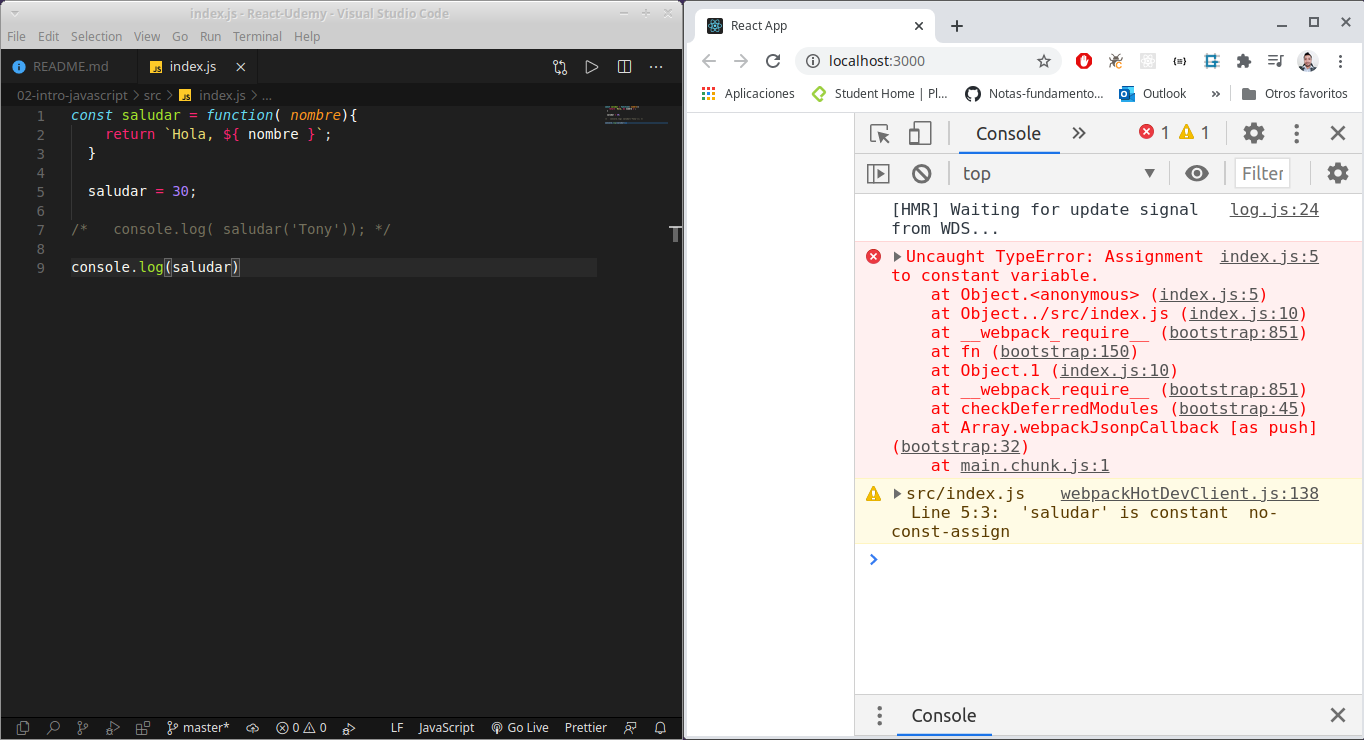 index.js - React-Udemy - Visual Studio Code
File Edit Selection View Go Run Terminal Help
README.md
index.js
02-intro-javascript > src > index.js > ...
1 const saludar = function( nombre){
2 return `Hola, ${ nombre }`;
3 }
4
5 saludar = 30;
6
7 /* console.log( saludar('Tony')); */
8
9 console.log(saludar)
master* 0 0 LF JavaScript Go Live Prettier
React App
localhost:3000
Aplicaciones Student Home | Pl... Notas-fundamento... Outlook » Otros favoritos
Console » 1 1
top Filter
[HMR] Waiting for update signal log.js:24
from WDS...
Uncaught TypeError: Assignment index.js:5
to constant variable.
at Object.<anonymous> (index.js:5)
at Object../src/index.js (index.js:10)
at __webpack_require__ (bootstrap:851)
at fn (bootstrap:150)
at Object.1 (index.js:10)
at __webpack_require__ (bootstrap:851)
at checkDeferredModules (bootstrap:45)
at Array.webpackJsonpCallback [as push]
(bootstrap:32)
at main.chunk.js:1
src/index.js webpackHotDevClient.js:138
Line 5:3: 'saludar' is constant no-
const-assign
Console